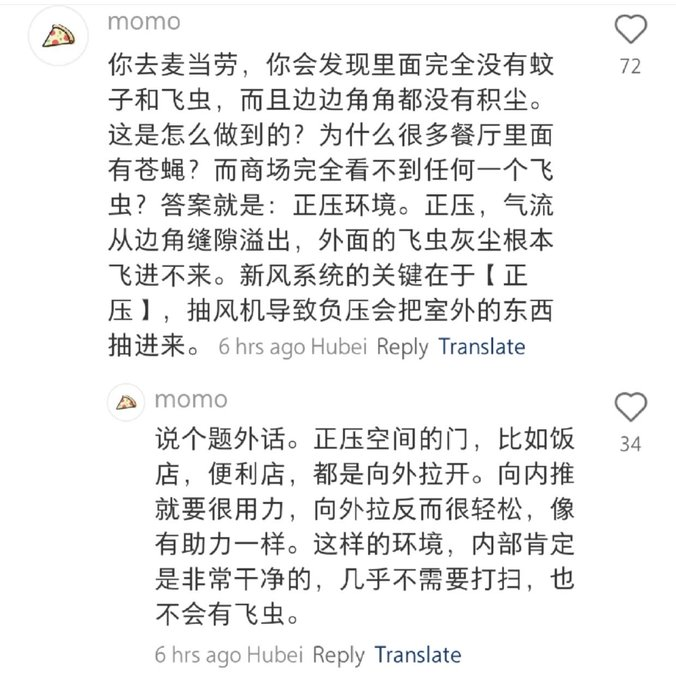 momo
你去麦当劳，你会发现里面完全没有蚊
子和飞虫，而且边边角角都没有积尘。
这是怎么做到的？为什么很多餐厅里面
有苍蝇？而商场完全看不到任何一个飞
虫？答案就是：正压环境。正压，气流
从边角缝隙溢出，外面的飞虫灰尘根本
飞进不来。新风系统的关键在于【正
压】，抽风机导致负压会把室外的东西
抽进来。 6 hrs ago Hubei Reply Translate
72
momo
说个题外话。正压空间的门，比如饭
店，便利店，都是向外拉开。向内推
就要很用力，向外拉反而很轻松，像
有助力一样。这样的环境，内部肯定
是非常干净的，几乎不需要打扫，也
不会有飞虫。
6 hrs ago Hubei Reply Translate
34